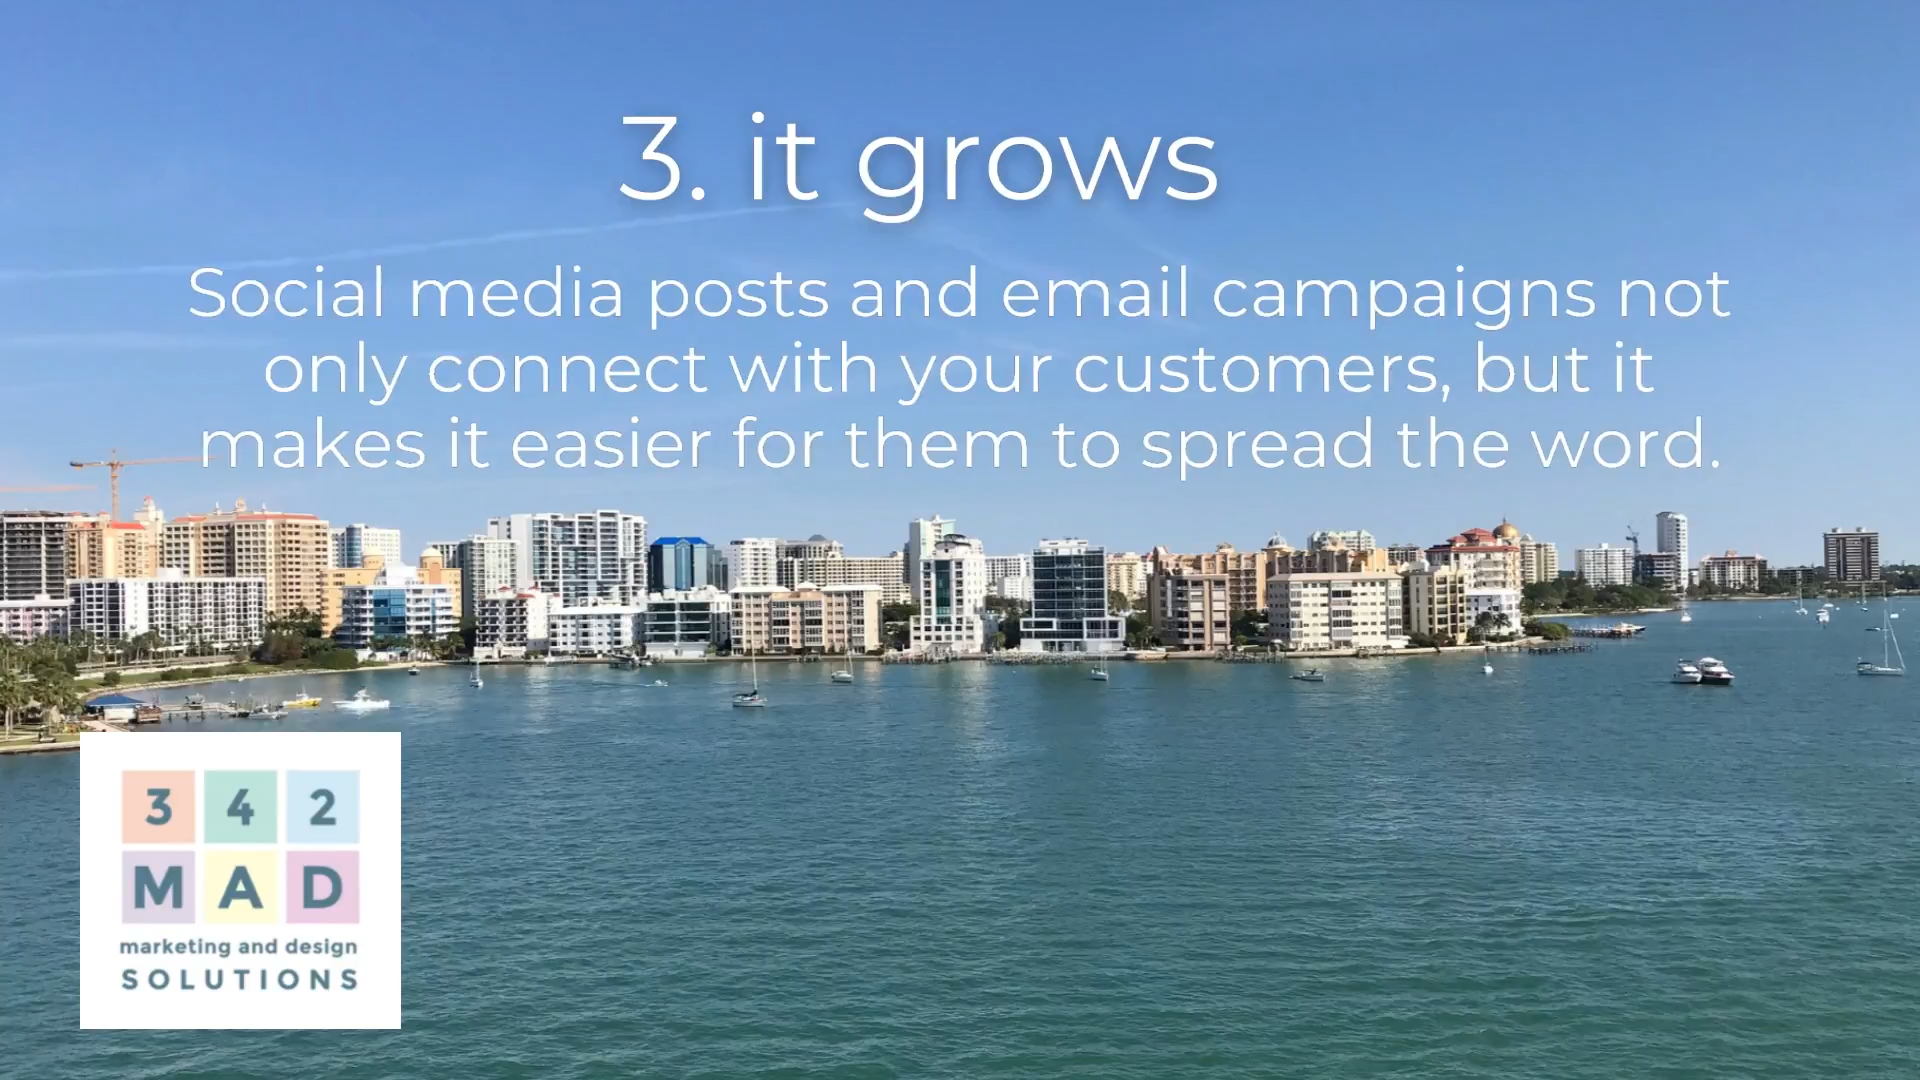 3. it grows
Social media posts and email campaigns not
only connect with your customers, but it
makes it easier for them to spread the word.
3 4 2
M A D
marketing and design
SOLUTIONS